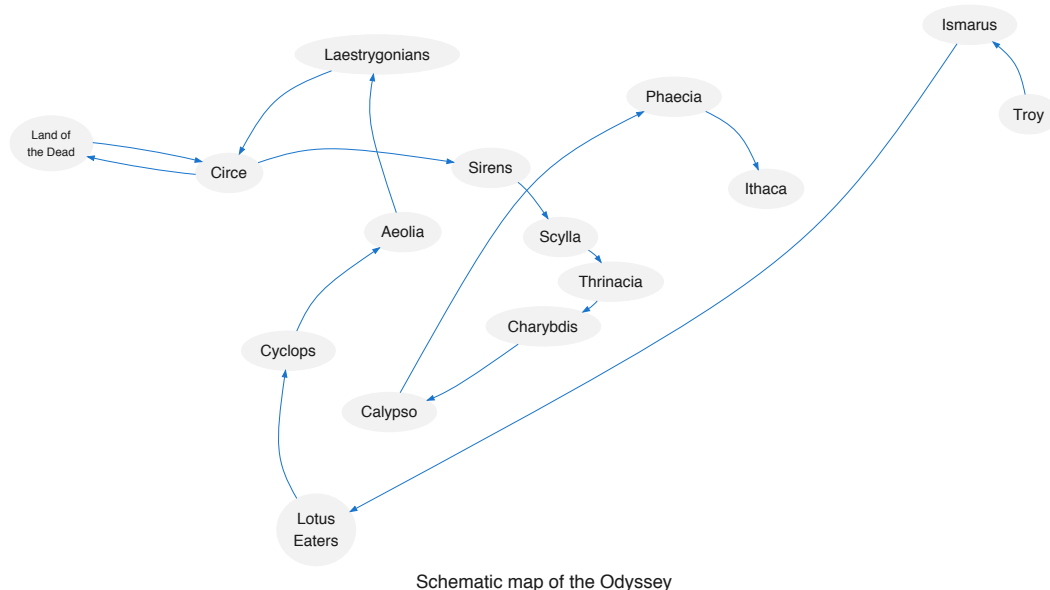 Ismarus
Laestrygonians
Phaecia
Troy
Land of
the Dead
Circe
Sirens
Ithaca
Aeolia
Scylla
Thrinacia
Charybdis
Cyclops
Calypso
Lotus
Eaters
Schematic map of the Odyssey